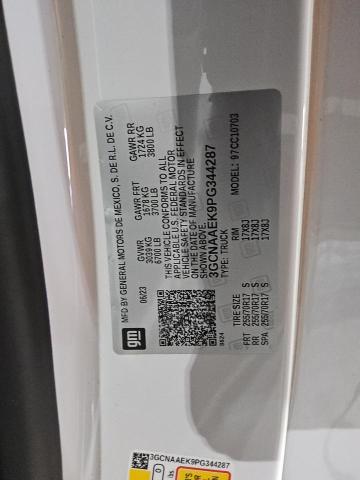 MFD BY GENERAL MOTORS DE MEXICO, S. DE R.L. DE C.V.
gm
06/23
GVWR GAWR FRT GAWR RR
3039 KG 1678 KG 1724 KG
6700 LB 3700 LB 3800 LB
THIS VEHICLE CONFORMS TO ALL
APPLICABLE U.S. FEDERAL MOTOR
VEHICLE SAFETY STANDARDS IN EFFECT
ON THE DATE OF MANUFACTURE
SHOWN ABOVE.
3GCNAAEK9PG344287
TYPE: TRUCK MODEL: 97CC10703
TIRE SIZE RIM
FRT 255/70R17 S 17X8J
RR 255/70R17 S 17X8J
SPA 255/70R17 S 17X8J
3GCNAAEK9PG344287